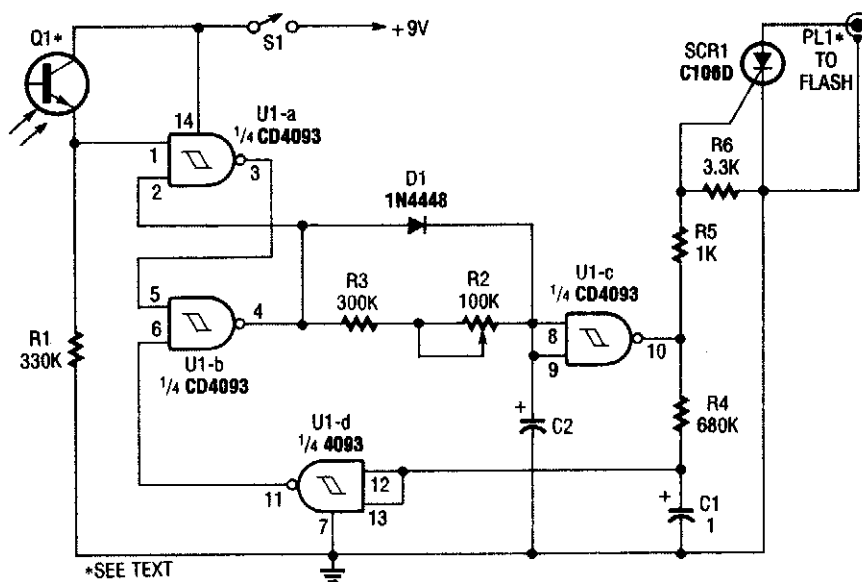 Q1*
S1
+9V
SCR1
C106D
PL1*
TO
FLASH
U1-a
1/4 CD4093
14
1
2
3
R6
3.3K
D1
1N4448
R5
1K
U1-c
1/4 CD4093
R3
300K
R2
100K
5
6
4
8
9
10
R1
330K
U1-b
1/4 CD4093
R4
680K
+
C2
U1-d
1/4 4093
11
12
13
7
+
C1
1
*SEE TEXT